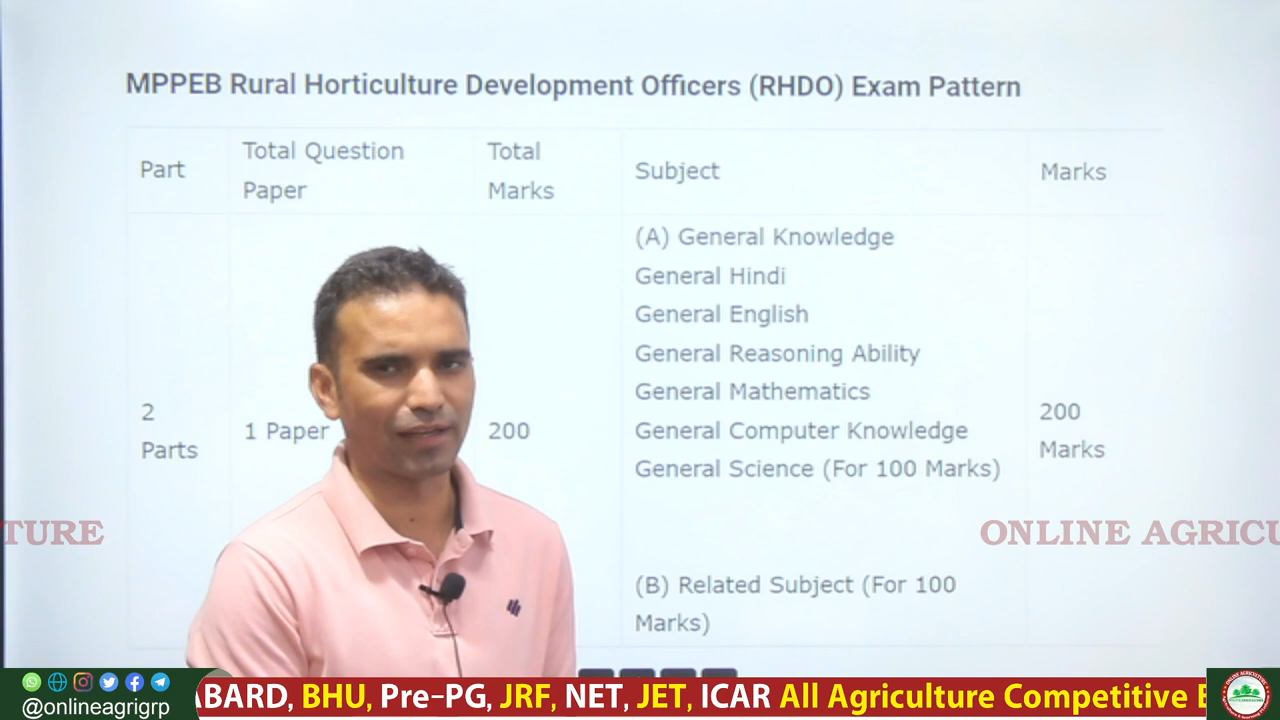 MPPEB Rural Horticulture Development Officers (RHDO) Exam Pattern
Part
Total Question
Paper
Total
Marks
Subject
Marks
2
Parts
1 Paper
200
(A) General Knowledge
General Hindi
General English
General Reasoning Ability
General Mathematics
General Computer Knowledge
General Science (For 100 Marks)
(B) Related Subject (For 100
Marks)
200
Marks
TURE
ONLINE AGRICU
@onlineagrigrp
BARD, BHU, Pre-PG, JRF, NET, JET, ICAR All Agriculture Competitive E